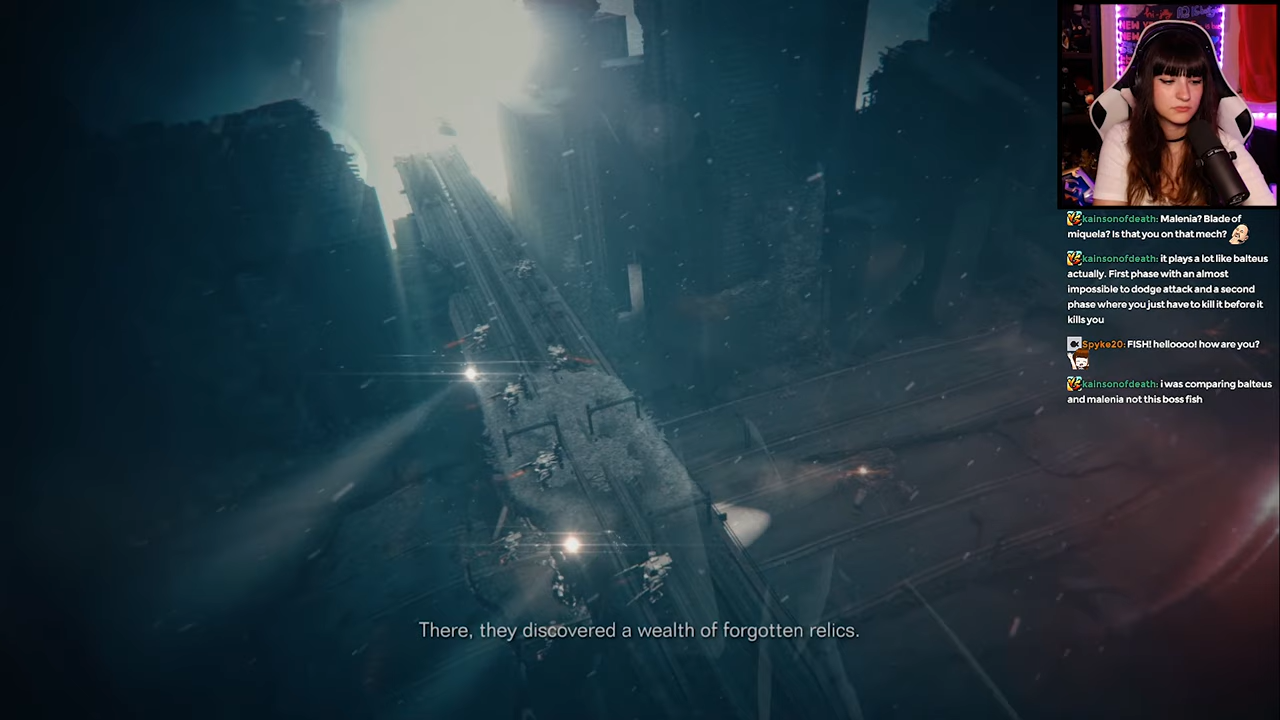 NEW
kainsonofdeath: Malenia? Blade of
miquela? Is that you on that mech?
kainsonofdeath: it plays a lot like balteus
actually. First phase with an almost
impossible to dodge attack and a second
phase where you just have to kill it before it
kills you
Spyke20: FISH! helloooo! how are you?
kainsonofdeath: i was comparing balteus
and malenia not this boss fish
There, they discovered a wealth of forgotten relics.